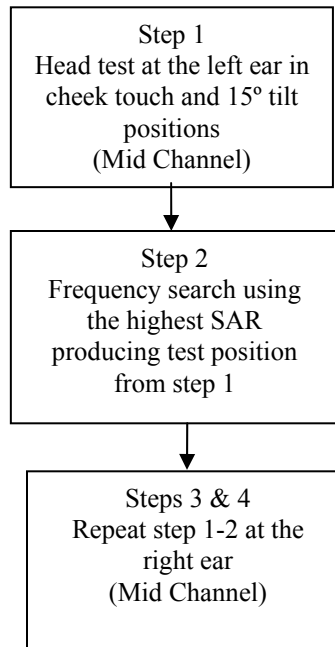 Step 1
Head test at the left ear in
cheek touch and 15º tilt
positions
(Mid Channel)
Step 2
Frequency search using
the highest SAR
producing test position
from step 1
Steps 3 & 4
Repeat step 1-2 at the
right ear
(Mid Channel)